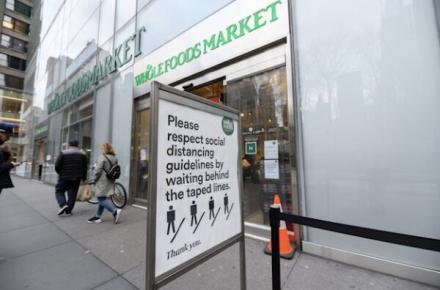 WHOLE FOODS MARKET
WHOLE FOODS MARKET
Please
respect social
distancing
guidelines by
waiting behind
the taped lines.
Thank you.